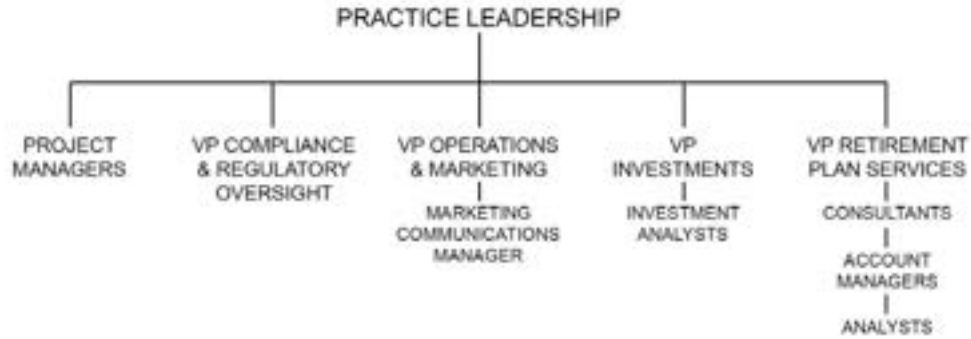 PRACTICE LEADERSHIP
PROJECT
MANAGERS
VP COMPLIANCE
& REGULATORY
OVERSIGHT
VP OPERATIONS
& MARKETING
MARKETING
COMMUNICATIONS
MANAGER
VP
INVESTMENTS
INVESTMENT
ANALYSTS
VP RETIREMENT
PLAN SERVICES
CONSULTANTS
ACCOUNT
MANAGERS
ANALYSTS